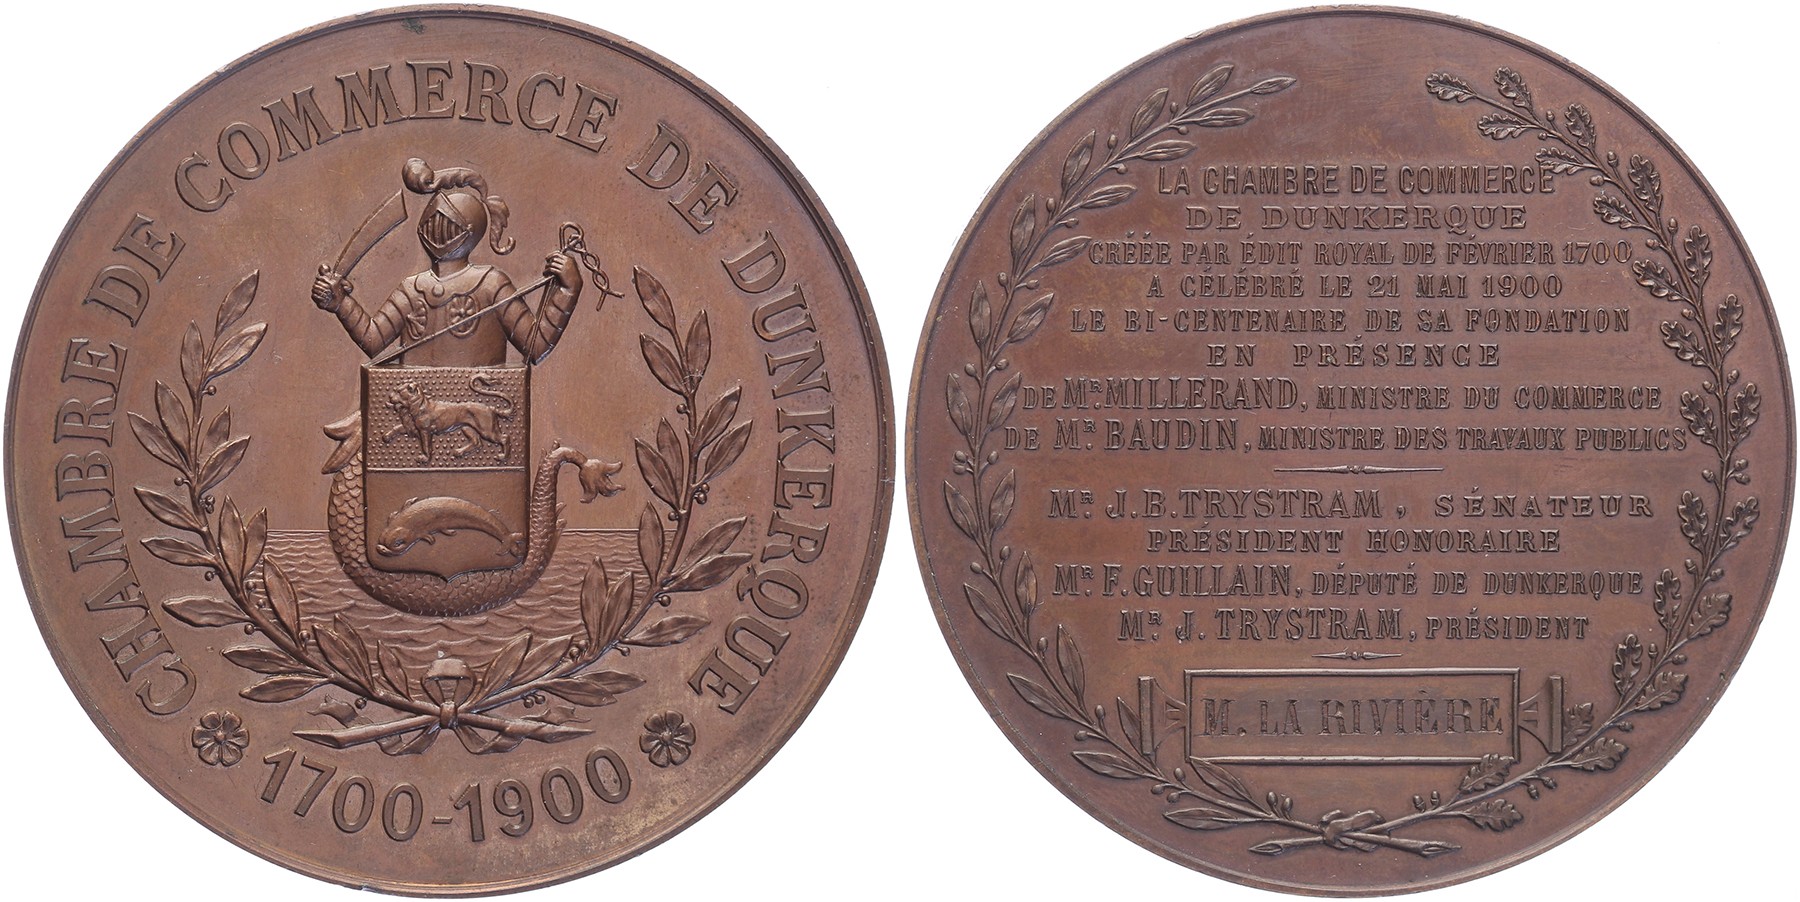 CHAMBRE DE COMMERCE DE DUNKERQUE
1700-1900
LA CHAMBRE DE COMMERCE
DE DUNKERQUE
CRÉÉE PAR ÉDIT ROYAL DE FÉVRIER 1700
A CÉLÉBRÉ LE 21 MAI 1900
LE BI-CENTENAIRE DE SA FONDATION
EN PRÉSENCE
DE MR. MILLERAND, MINISTRE DU COMMERCE
DE MR. BAUDIN, MINISTRE DES TRAVAUX PUBLICS
MR. J. B. TRYSTRAM, SÉNATEUR
PRÉSIDENT HONORAIRE
MR. F. GUILLAIN, DÉPUTÉ DE DUNKERQUE
MR. J. TRYSTRAM, PRÉSIDENT
M. LA RIVIÈRE